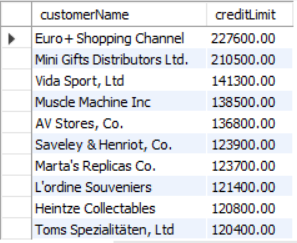 customerName creditLimit
Euro+ Shopping Channel 227600.00
Mini Gifts Distributors Ltd. 210500.00
Vida Sport, Ltd 141300.00
Muscle Machine Inc 138500.00
AV Stores, Co. 136800.00
Saveley & Henriot, Co. 123900.00
Marta's Replicas Co. 123700.00
L'ordine Souveniers 121400.00
Heintze Collectables 120800.00
Toms Spezialitäten, Ltd 120400.00